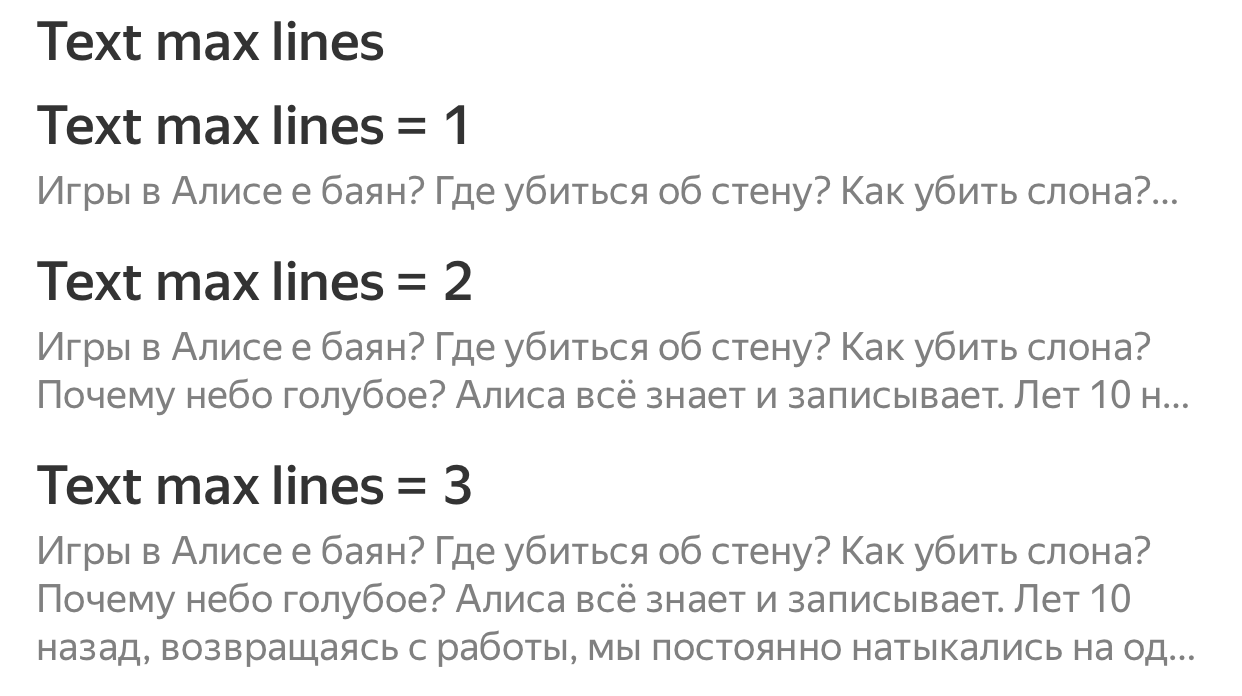 Text max lines
Text max lines = 1
Игры в Алисе е баян? Где убиться об стену? Как убить слона?...
Text max lines = 2
Игры в Алисе е баян? Где убиться об стену? Как убить слона?
Почему небо голубое? Алиса всё знает и записывает. Лет 10 н...
Text max lines = 3
Игры в Алисе е баян? Где убиться об стену? Как убить слона?
Почему небо голубое? Алиса всё знает и записывает. Лет 10
назад, возвращаясь с работы, мы постоянно натыкались на од...